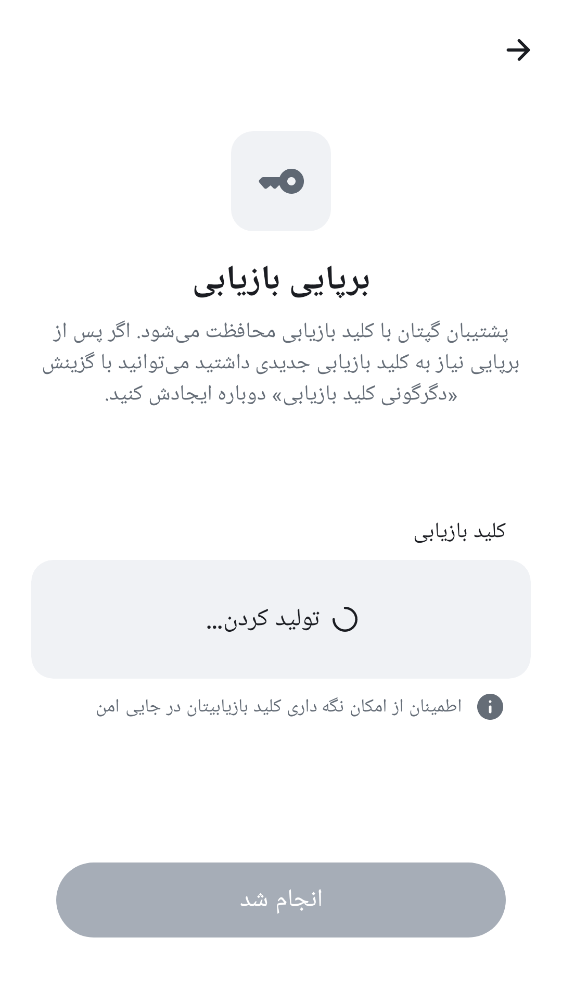 برپایی بازیابی
پشتیبان گپتان با کلید بازیابی محافظت می‌شود. اگر پس از
برپایی نیاز به کلید بازیابی جدیدی داشتید می‌توانید با گزینش
«دگرگونی کلید بازیابی» دوباره ایجادش کنید.
کلید بازیابی
تولید کردن…
اطمینان از امکان نگه داری کلید بازیابیتان در جایی امن
انجام شد